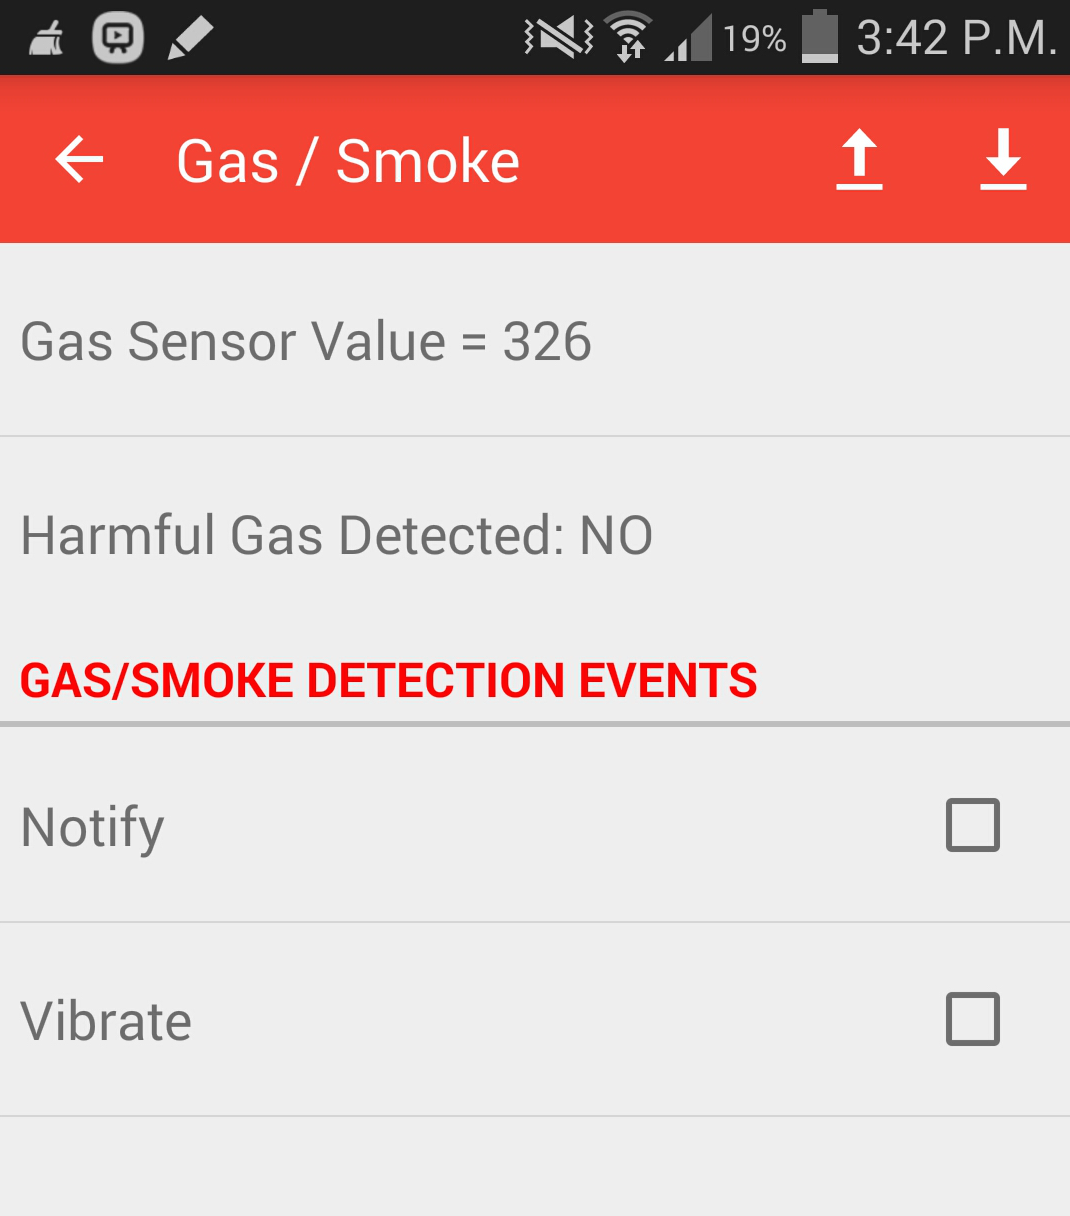 19% 3:42 P.M.
Gas / Smoke
Gas Sensor Value = 326
Harmful Gas Detected: NO
GAS/SMOKE DETECTION EVENTS
Notify
Vibrate